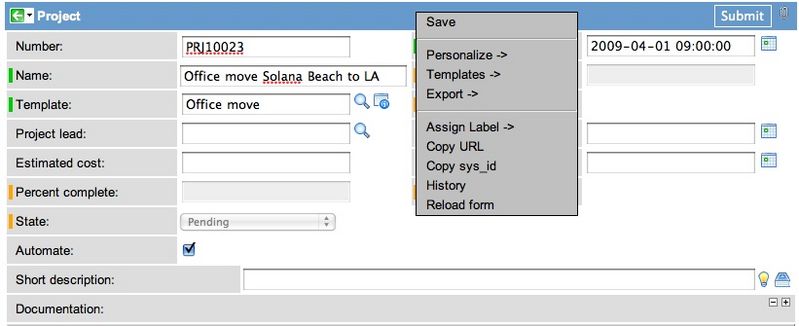 Project
Submit
Number:
PRJ10023
2009-04-01 09:00:00
Name:
Office move Solana Beach to LA
Template:
Office move
Project lead:
Estimated cost:
Percent complete:
State:
Pending
Automate:
Short description:
Documentation:
Save
Personalize ->
Templates ->
Export ->
Assign Label ->
Copy URL
Copy sys_id
History
Reload form